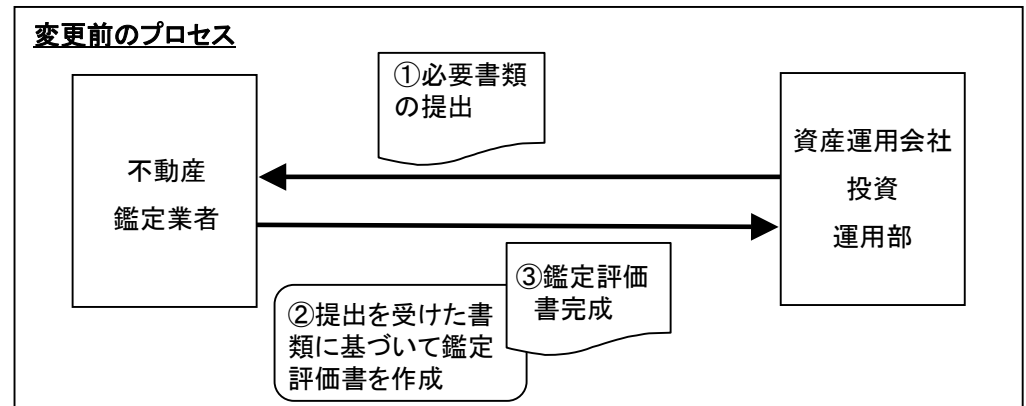 変更前のプロセス
①必要書類
の提出
不動産
鑑定業者
資産運用会社
投資
運用部
②提出を受けた書
類に基づいて鑑定
評価書を作成
③鑑定評価
書完成